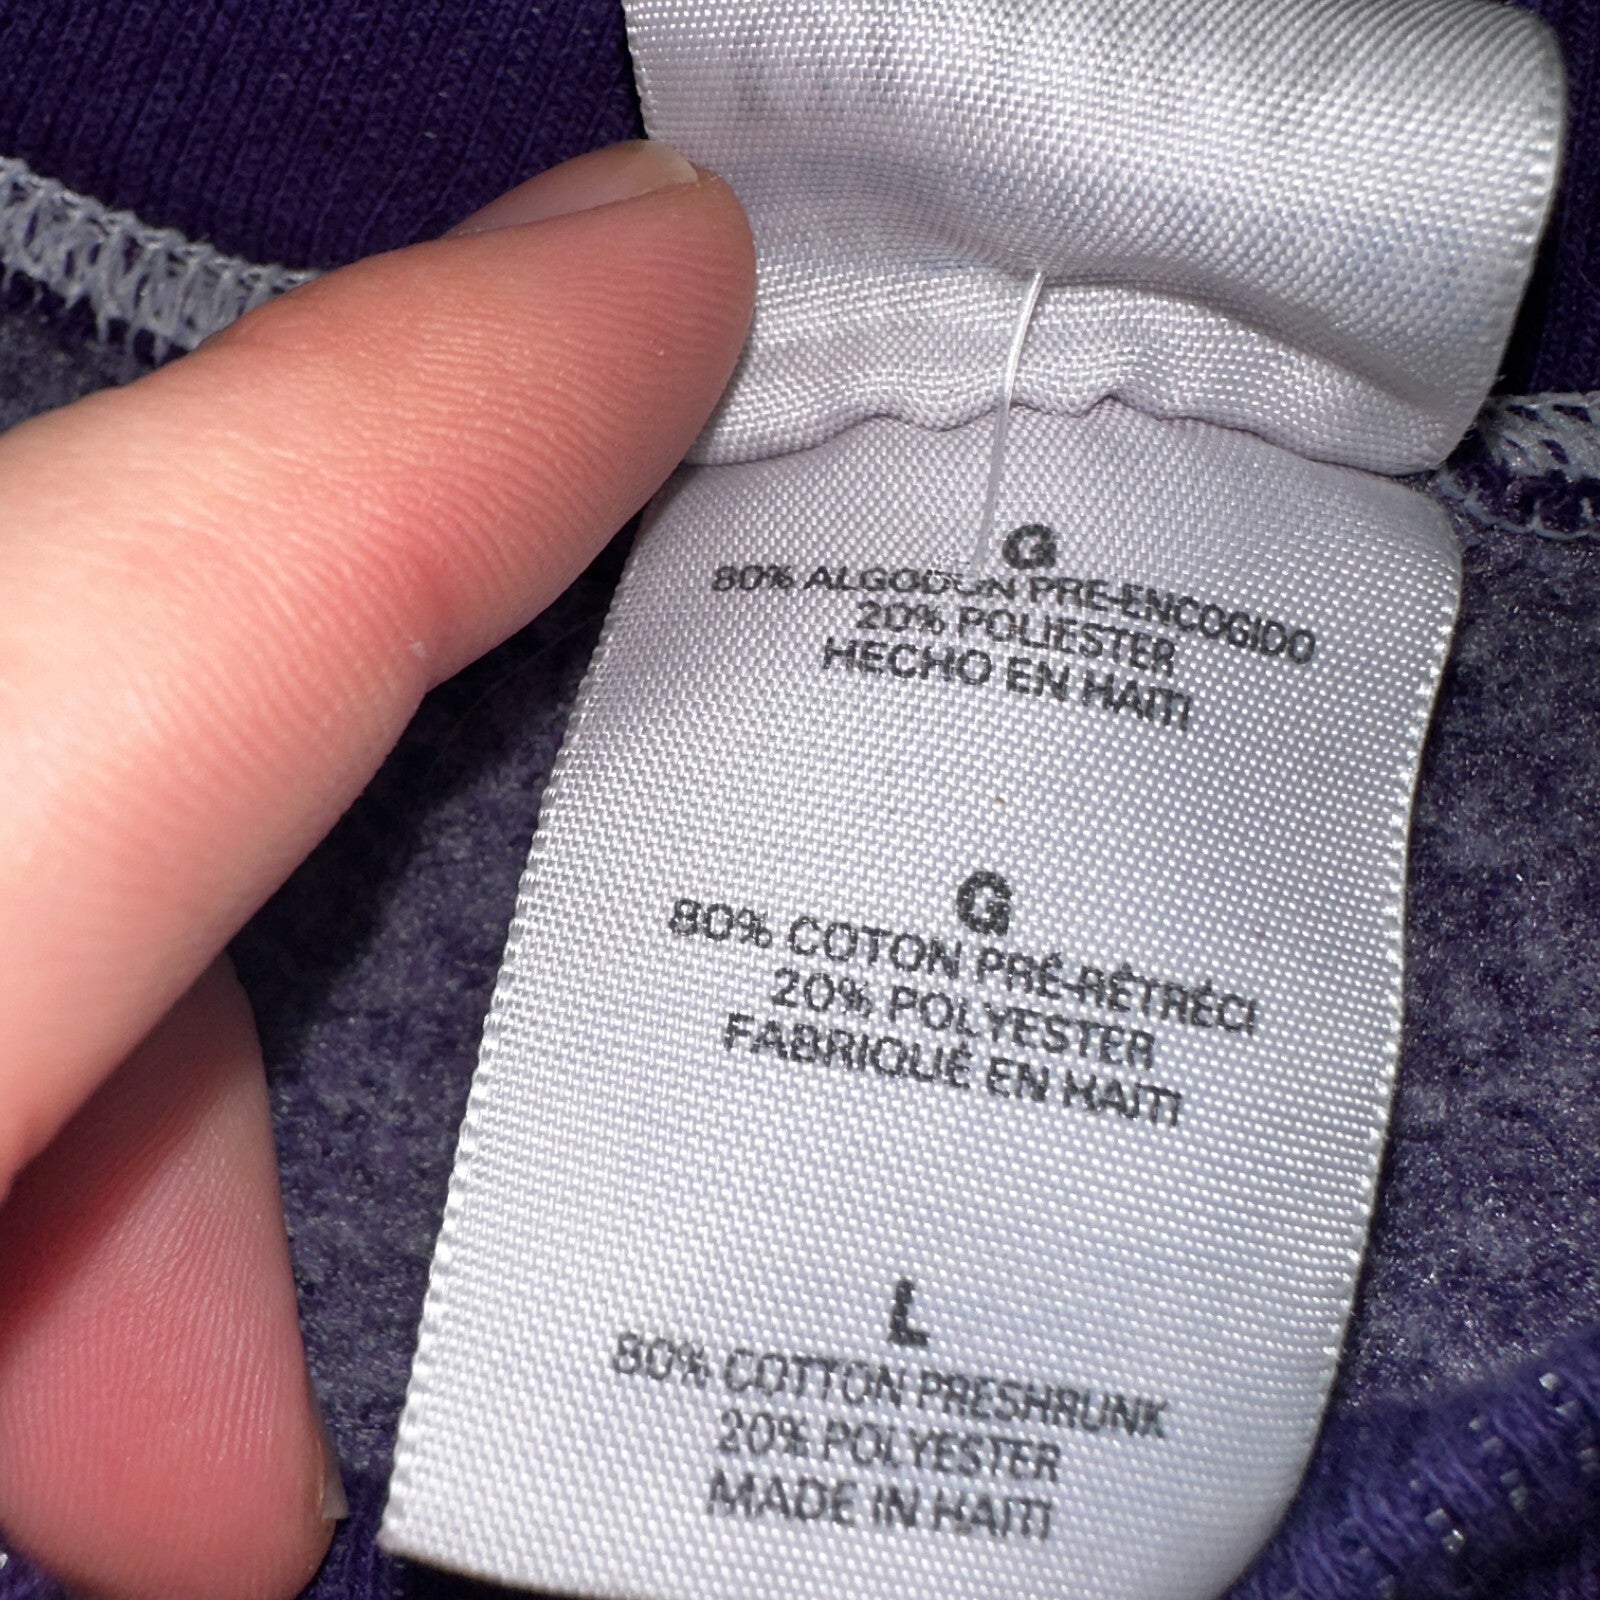 G
80% ALGODON PRE-ENCOGIDO
20% POLIESTER
HECHO EN HAITI
G
80% COTON PRÉ-RÉTRÉCI
20% POLYESTER
FABRIQUÉ EN HAITI
L
80% COTTON PRESHRUNK
20% POLYESTER
MADE IN HAITI